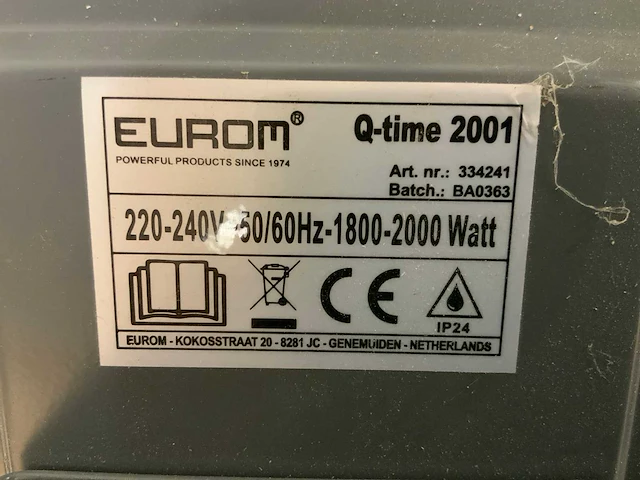 EUROM® Q-time 2001
POWERFUL PRODUCTS SINCE 1974
Art. nr.: 334241
Batch.: BA0363
220-240V~50/60Hz-1800-2000 Watt
CE
IP24
EUROM - KOKOSSTRAAT 20 - 8281 JC - GENEMUIDEN - NETHERLANDS